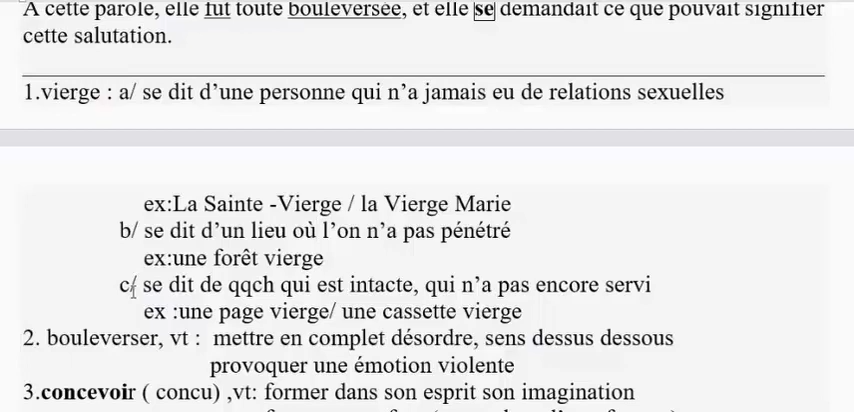 A cette parole, elle fut toute bouleversée, et elle se demandait ce que pouvait signifier
cette salutation.
1.vierge : a/ se dit d’une personne qui n’a jamais eu de relations sexuelles
ex:La Sainte -Vierge / la Vierge Marie
b/ se dit d’un lieu où l’on n’a pas pénétré
ex:une forêt vierge
c/ se dit de qqch qui est intacte, qui n’a pas encore servi
ex :une page vierge/ une cassette vierge
2. bouleverser, vt : mettre en complet désordre, sens dessus dessous
provoquer une émotion violente
3.concevoir ( concu) ,vt: former dans son esprit son imagination